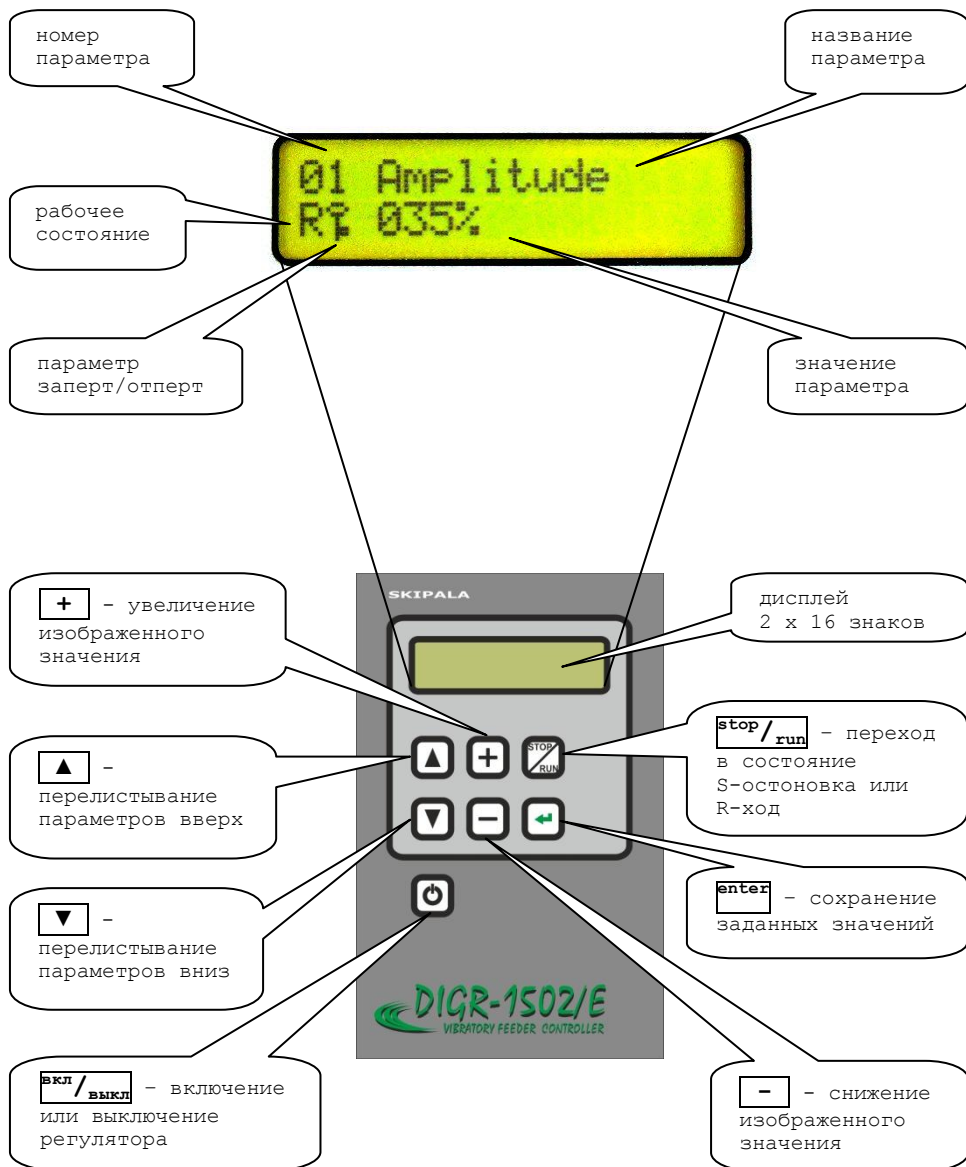 номер
параметра
название
параметра
01 Amplitude
R 035%
рабочее
состояние
параметр
заперт/отперт
значение
параметра
+ - увеличение
изображенного
значения
SKIPALA
дисплей
2 x 16 знаков
▲ -
перелистывание
параметров вверх
STOP
RUN
stop/run - переход
в состояние
S-остоновка или
R-ход
▼ -
перелистывание
параметров вниз
enter - сохранение
заданных значений
DIGR-1502/E
VIBRATORY FEEDER CONTROLLER
вкл/выкл - включение
или выключение
регулятора
- - снижение
изображенного
значения